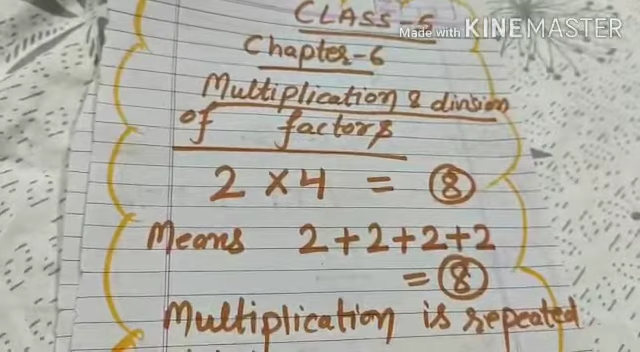 CLASS-5
Made with KINEMASTER
Chapter-6
Multiplication & division
of factors
2 × 4 = 8
Means 2+2+2+2
= 8
Multiplication is repeated